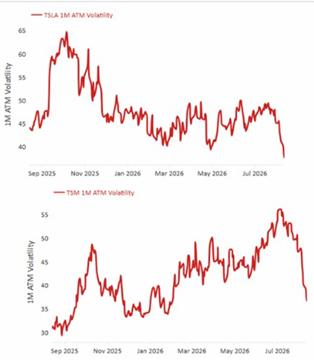 TSLA 1M ATM Volatility
1M ATM Volatility
65
60
55
50
45
40
Sep 2025 Nov 2025 Jan 2026 Mar 2026 May 2026 Jul 2026
TSM 1M ATM Volatility
1M ATM Volatility
55
50
45
40
35
30
Sep 2025 Nov 2025 Jan 2026 Mar 2026 May 2026 Jul 2026